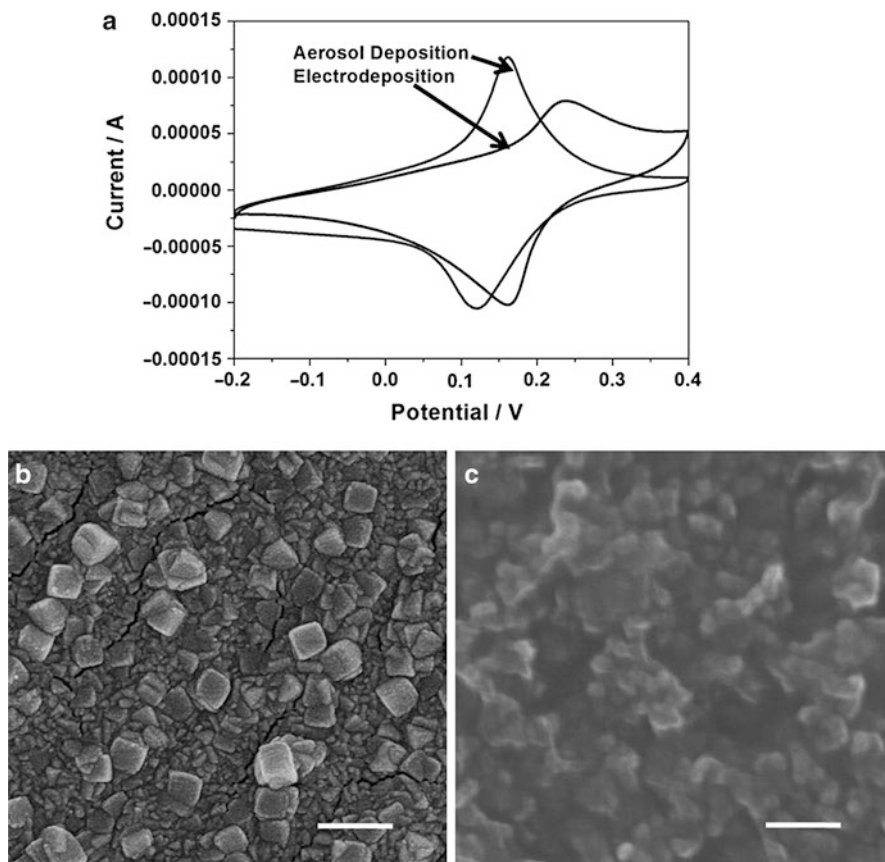 a
0.00015
0.00010
0.00005
0.00000
−0.00005
−0.00010
−0.00015
Current / A
Aerosol Deposition
Electrodeposition
−0.2 −0.1 0.0 0.1 0.2 0.3 0.4
Potential / V
b
c